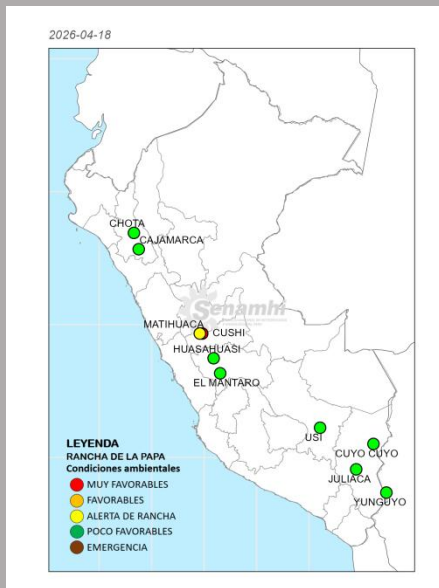 2026-04-18
CHOTA
CAJAMARCA
Senamhi
MATIHUACA
CUSHI
HUASAHUASI
EL MANTARO
USI
CUYO CUYO
JULIACA
YUNGUYO
LEYENDA
RANCHA DE LA PAPA
Condiciones ambientales
MUY FAVORABLES
FAVORABLES
ALERTA DE RANCHA
POCO FAVORABLES
EMERGENCIA